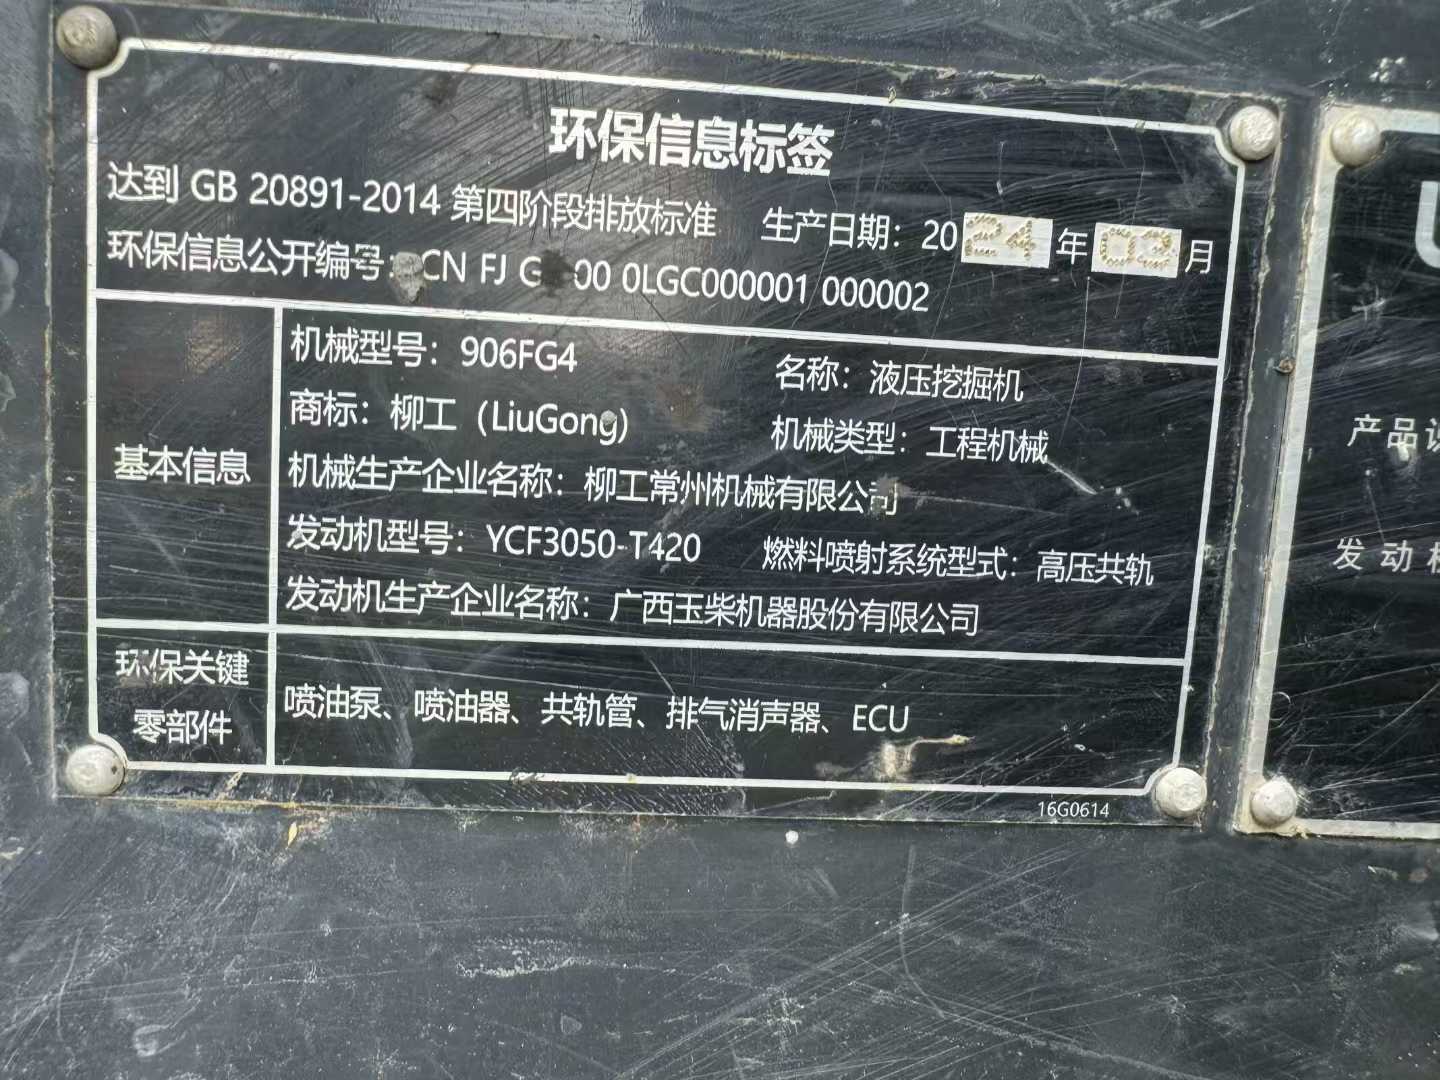 环保信息标签
达到 GB 20891-2014 第四阶段排放标准 生产日期：2024年02月
环保信息公开编号： CN FJ G 00 0LGC000001 000002
基本信息
机械型号：906FG4 名称：液压挖掘机
商标：柳工（LiuGong） 机械类型：工程机械
机械生产企业名称：柳工常州机械有限公司
发动机型号：YCF3050-T420 燃料喷射系统型式：高压共轨
发动机生产企业名称：广西玉柴机器股份有限公司
环保关键
零部件
喷油泵、喷油器、共轨管、排气消声器、ECU
16G0614
产品
发动